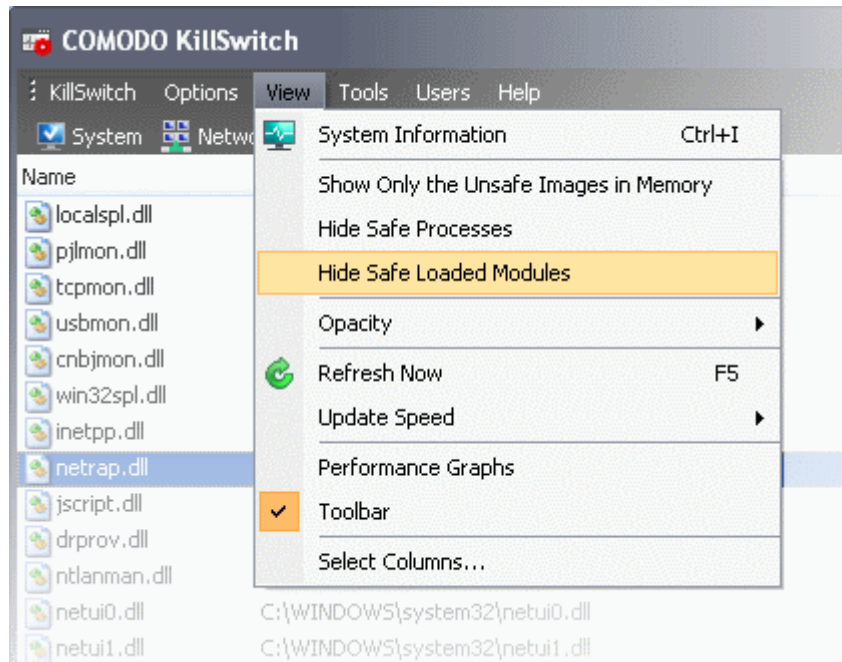 COMODO KillSwitch
KillSwitch Options View Tools Users Help
System Netwo
System Information Ctrl+I
Name
Show Only the Unsafe Images in Memory
localspl.dll
Hide Safe Processes
pjlmon.dll
Hide Safe Loaded Modules
tcpmon.dll
usbmon.dll
Opacity
cnbjmon.dll
Refresh Now F5
win32spl.dll
Update Speed
inetpp.dll
netrap.dll
Performance Graphs
jscript.dll
Toolbar
drprov.dll
Select Columns...
ntlanman.dll
netui0.dll C:\WINDOWS\system32\netui0.dll
netui1.dll C:\WINDOWS\system32\netui1.dll